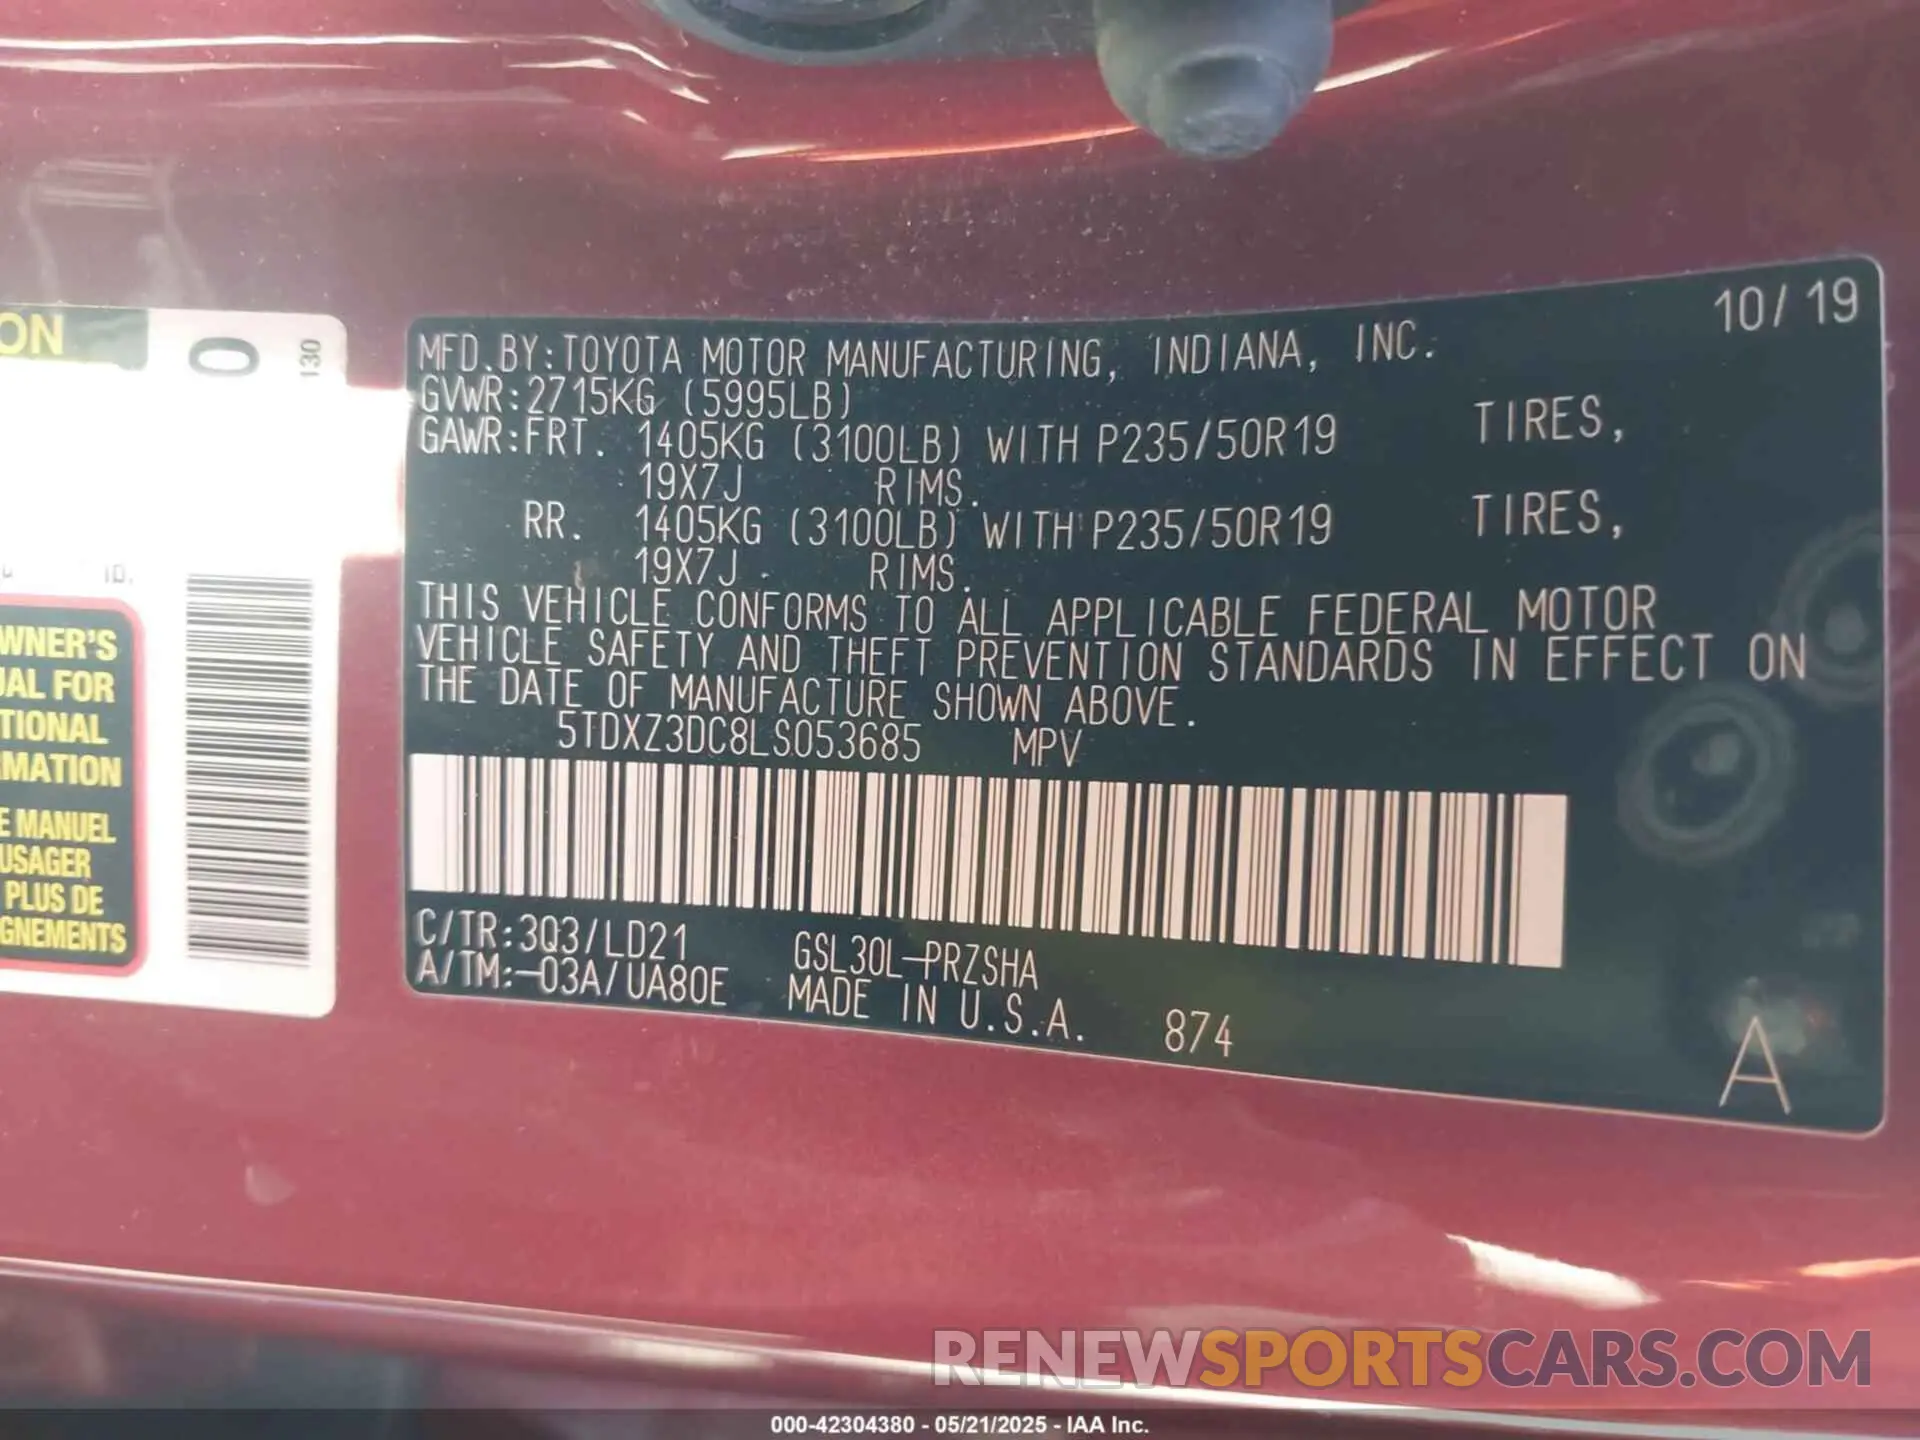 10/19
MFD.BY:TOYOTA MOTOR MANUFACTURING, INDIANA, INC.
GVWR:2715KG (5995LB)
GAWR:FRT. 1405KG (3100LB) WITH P235/50R19 TIRES,
19X7J RIMS.
RR. 1405KG (3100LB) WITH P235/50R19 TIRES,
19X7J RIMS.
THIS VEHICLE CONFORMS TO ALL APPLICABLE FEDERAL MOTOR
VEHICLE SAFETY AND THEFT PREVENTION STANDARDS IN EFFECT ON
THE DATE OF MANUFACTURE SHOWN ABOVE.
5TDXZ3DC8LS053685 MPV
C/TR:3Q3/LD21 GSL30L-PRZSHA
A/TM:-03A/UA80E MADE IN U.S.A. 874
A
ON
0
130
WNER'S
UAL FOR
TIONAL
RMATION
E MANUEL
USAGER
PLUS DE
GNEMENTS
RENEWSPORTSCARS.COM
000-42304380 - 05/21/2025 - IAA Inc.